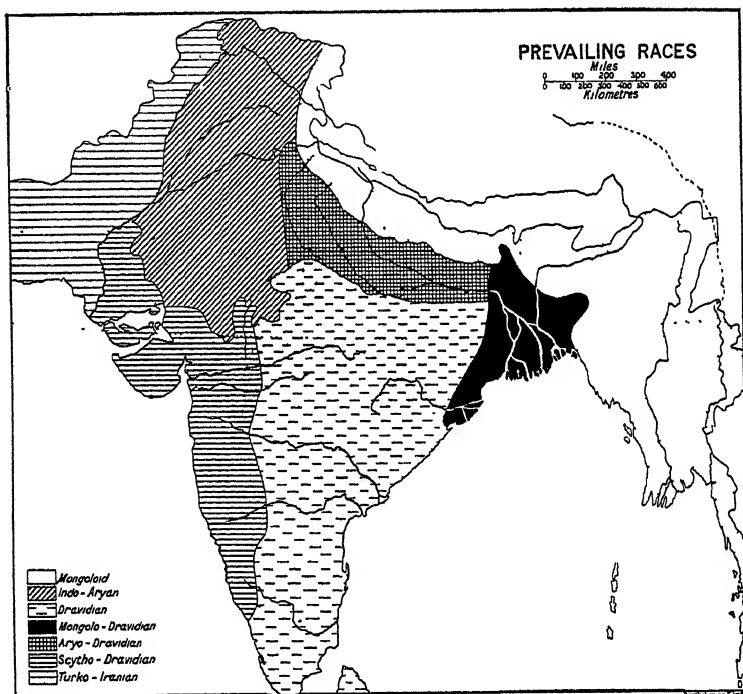 PREVAILING RACES
Miles
0 100 200 300 400
0 100 200 300 400 500 600
Kilometres
Mongoloid
Indo-Aryan
Dravidian
Mongolo-Dravidian
Aryo-Dravidian
Scytho-Dravidian
Turko-Iranian